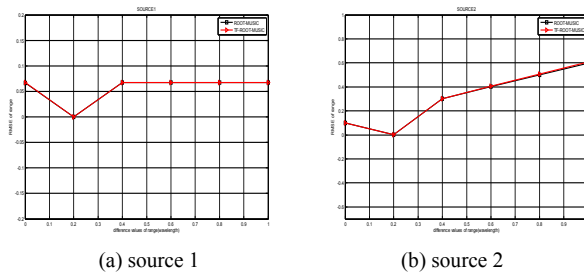 SOURCE1
ROOT-MUSIC
TF-ROOT-MUSIC
RMSE of range
0.2
0.15
0.1
0.05
0
-0.05
-0.1
-0.15
-0.2
0 0.1 0.2 0.3 0.4 0.5 0.6 0.7 0.8 0.9 1
difference values of range(wavelength)
(a) source 1
SOURCE2
ROOT-MUSIC
TF-ROOT-MUSIC
RMSE of range
1
0.8
0.6
0.4
0.2
0
-0.2
-0.4
-0.6
0 0.1 0.2 0.3 0.4 0.5 0.6 0.7 0.8 0.9
difference values of range(wavelength)
(b) source 2